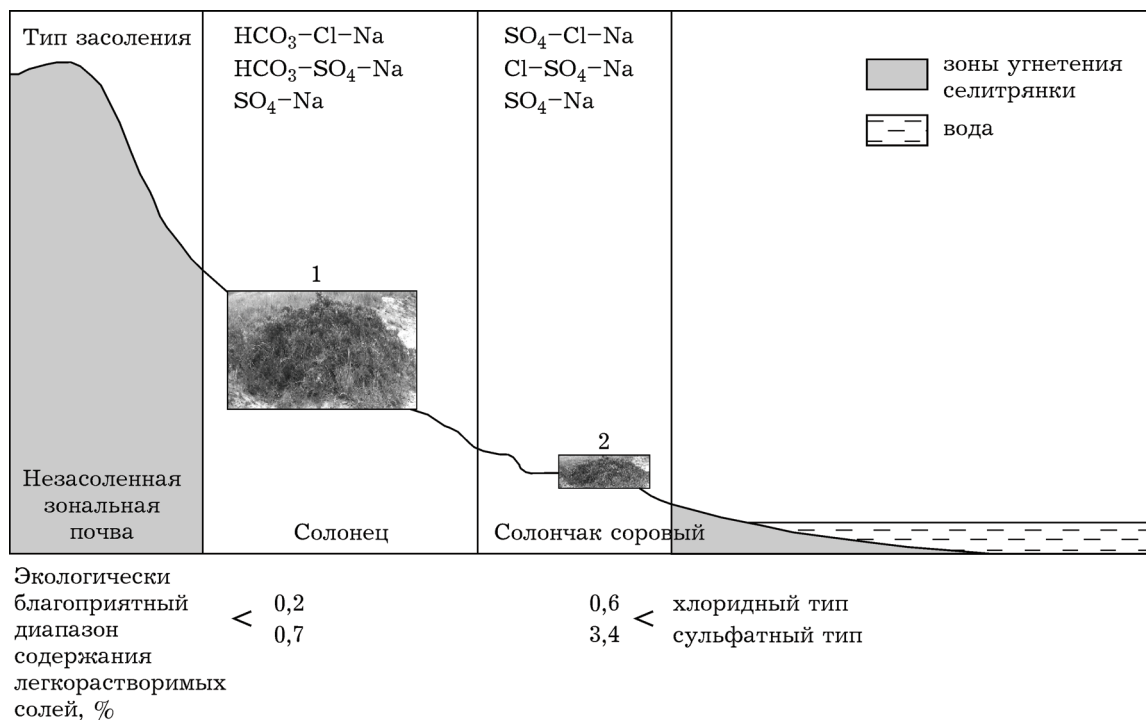 Тип засоления
HCO₃–Cl–Na
HCO₃–SO₄–Na
SO₄–Na
SO₄–Cl–Na
Cl–SO₄–Na
SO₄–Na
зоны угнетения
селитрянки
вода
1
2
Незасоленная
зональная
почва
Солонец
Солончак соровый
Экологически
благоприятный
диапазон
содержания
легкорастворимых
солей, %
< 0,2
0,7
0,6 < хлоридный тип
3,4 сульфатный тип